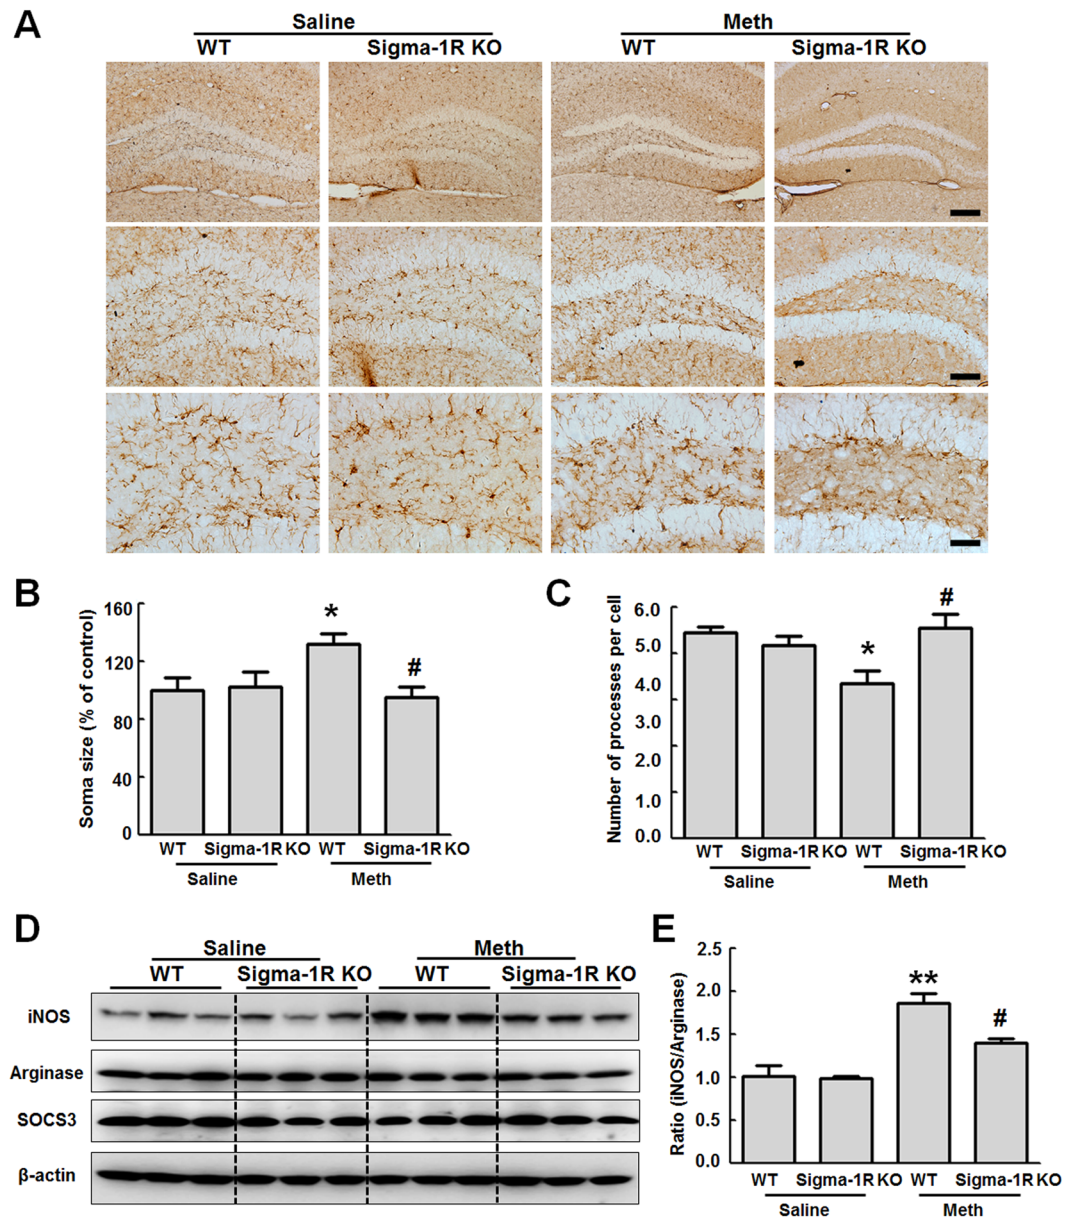 A
Saline Meth
WT Sigma-1R KO WT Sigma-1R KO
B
Soma size (% of control)
160
120
80
40
0
*
#
WT Sigma-1R KO WT Sigma-1R KO
Saline Meth
C
Number of processes per cell
6.0
5.0
4.0
3.0
2.0
1.0
0.0
*
#
WT Sigma-1R KO WT Sigma-1R KO
Saline Meth
D
Saline Meth
WT Sigma-1R KO WT Sigma-1R KO
iNOS
Arginase
SOCS3
β-actin
E
Ratio (iNOS/Arginase)
2.5
2.0
1.5
1.0
0.5
0.0
**
#
WT Sigma-1R KO WT Sigma-1R KO
Saline Meth